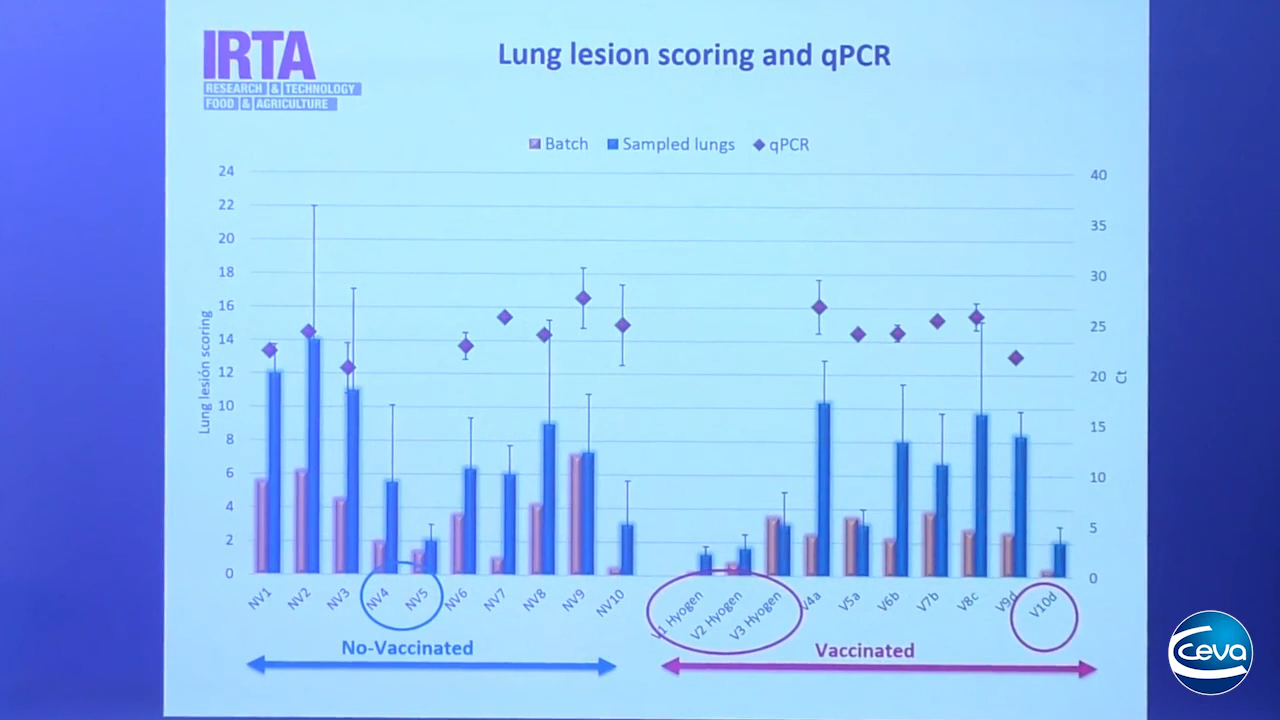 IRTA
RESEARCH & TECHNOLOGY
FOOD & AGRICULTURE
Lung lesion scoring and qPCR
Batch Sampled lungs qPCR
24
22
20
18
16
14
12
10
8
6
4
2
0
Lung lesión scoring
40
35
30
25
20
15
10
5
0
Ct
NV1 NV2 NV3 NV4 NV5 NV6 NV7 NV8 NV9 NV10 V1 Hyogen V2 Hyogen V3 Hyogen V4a V5a V6b V7b V8c V9d V10d
No-Vaccinated
Vaccinated
Ceva